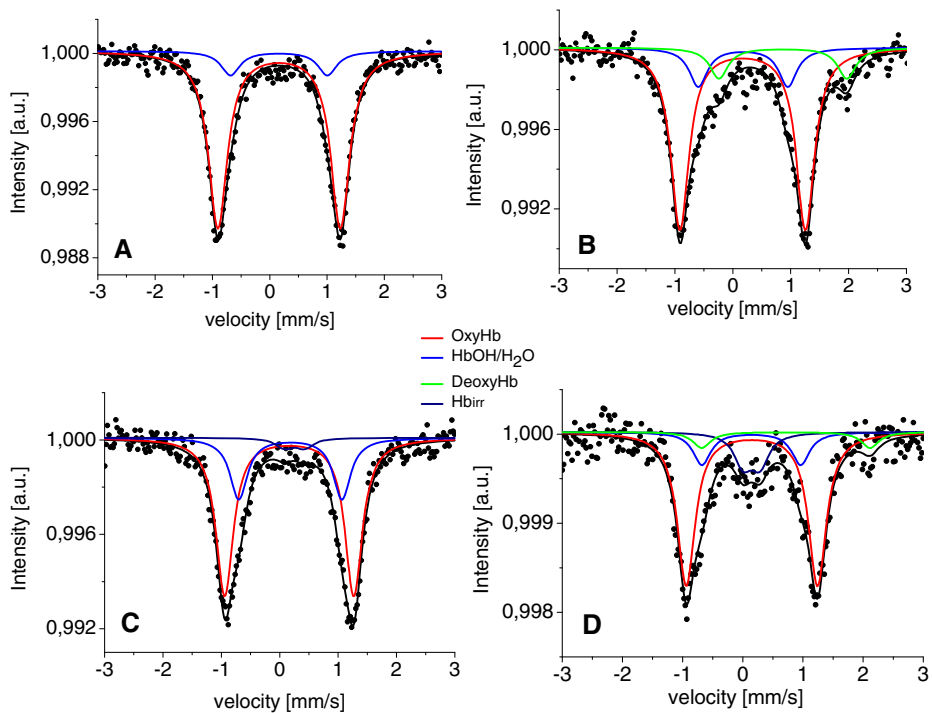 1,000
0,996
0,992
0,988
Intensity [a.u.]
A
-3 -2 -1 0 1 2 3
velocity [mm/s]
1,000
0,996
0,992
Intensity [a.u.]
B
-3 -2 -1 0 1 2 3
velocity [mm/s]
OxyHb
HbOH/H2O
DeoxyHb
Hbirr
1,000
0,996
0,992
Intensity [a.u.]
C
-3 -2 -1 0 1 2 3
velocity [mm/s]
1,000
0,999
0,998
Intensity [a.u.]
D
-3 -2 -1 0 1 2 3
velocity [mm/s]